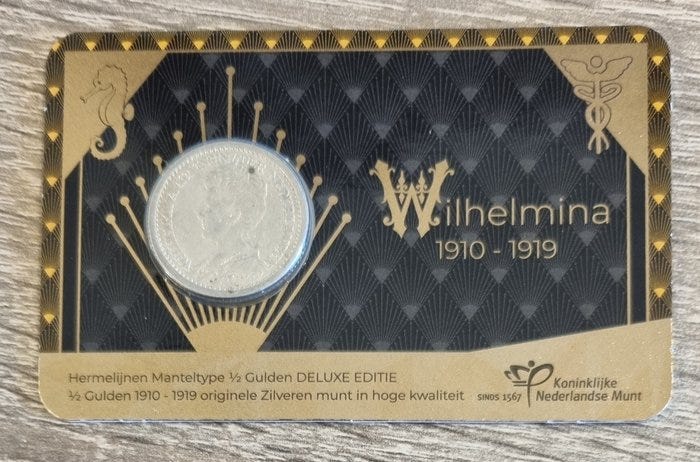 Wilhelmina
1910 - 1919
Hermelijnen Manteltype ½ Gulden DELUXE EDITIE
½ Gulden 1910 - 1919 originele Zilveren munt in hoge kwaliteit
SINDS 1567
Koninklijke
Nederlandse Munt